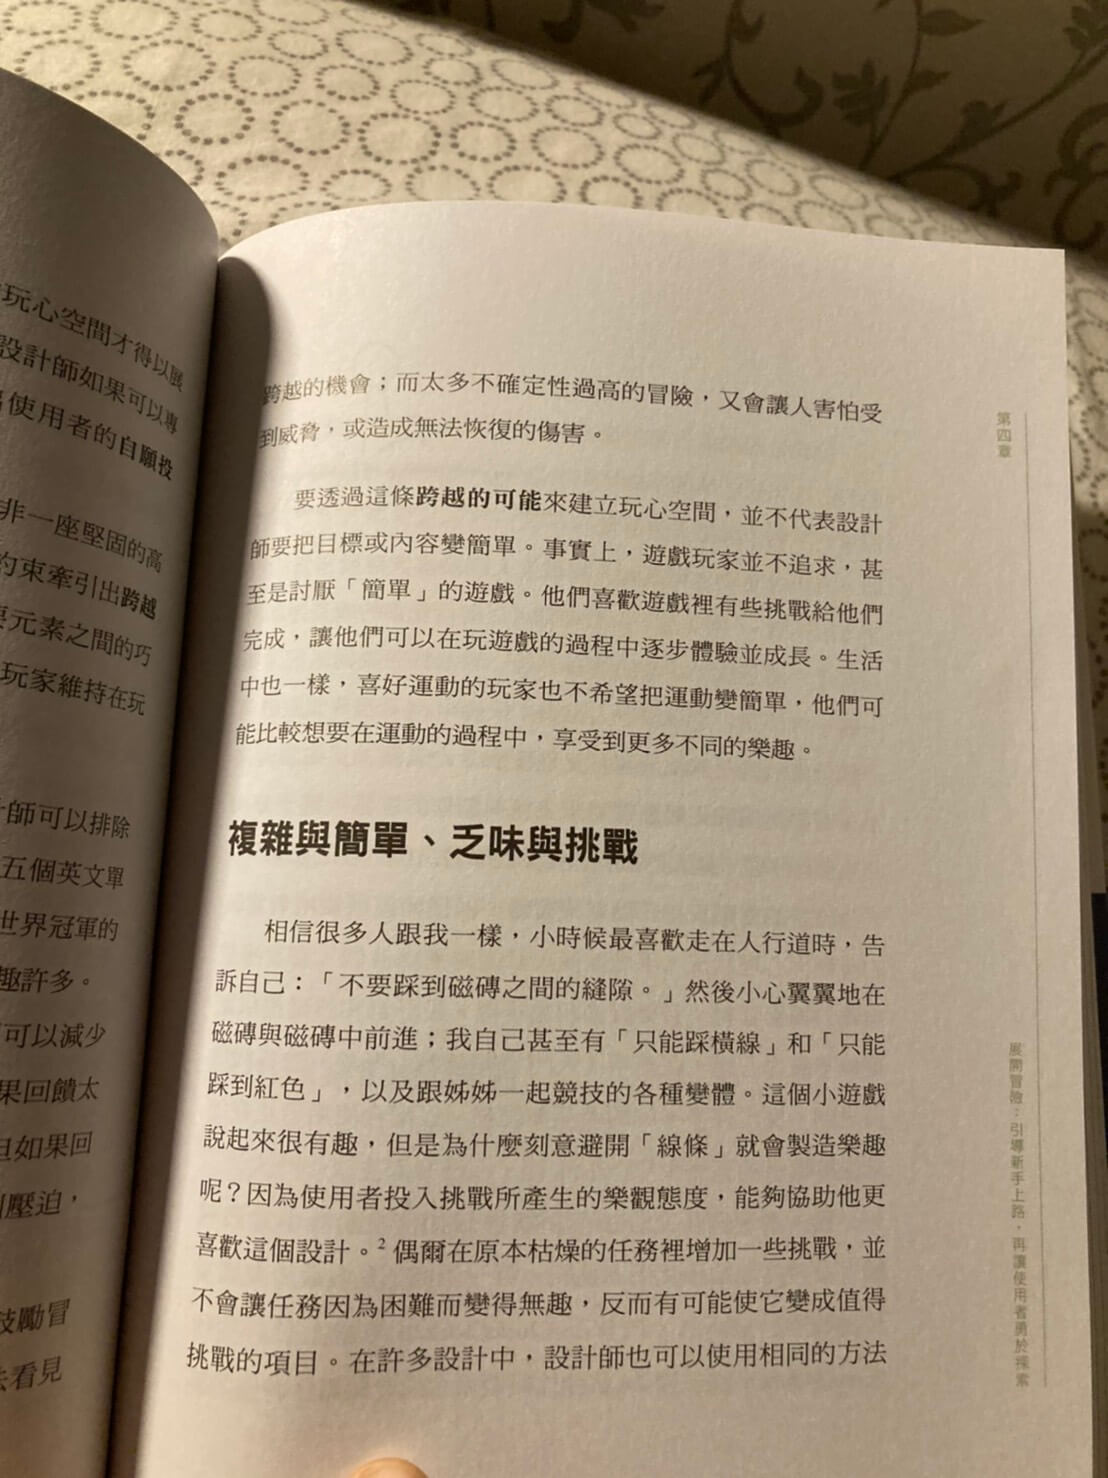 玩心空間才得以展
設計師如果可以專
使用者的自願投
非一座堅固的高
約束牽引出跨越
元素之間的巧
玩家維持在玩
師可以排除
五個英文單
世界冠軍的
趣許多。
可以減少
果回饋太
但如果回
壓迫，
鼓勵冒
去看見
跨越的機會；而太多不確定性過高的冒險，又會讓人害怕受
到威脅，或造成無法恢復的傷害。
要透過這條跨越的可能來建立玩心空間，並不代表設計
師要把目標或內容變簡單。事實上，遊戲玩家並不追求，甚
至是討厭「簡單」的遊戲。他們喜歡遊戲裡有些挑戰給他們
完成，讓他們可以在玩遊戲的過程中逐步體驗並成長。生活
中也一樣，喜好運動的玩家也不希望把運動變簡單，他們可
能比較想要在運動的過程中，享受到更多不同的樂趣。
複雜與簡單、乏味與挑戰
相信很多人跟我一樣，小時候最喜歡走在人行道時，告
訴自己：「不要踩到磁磚之間的縫隙。」然後小心翼翼地在
磁磚與磁磚中前進；我自己甚至有「只能踩橫線」和「只能
踩到紅色」，以及跟姊姊一起競技的各種變體。這個小遊戲
說起來很有趣，但是為什麼刻意避開「線條」就會製造樂趣
呢？因為使用者投入挑戰所產生的樂觀態度，能夠協助他更
喜歡這個設計。2 偶爾在原本枯燥的任務裡增加一些挑戰，並
不會讓任務因為困難而變得無趣，反而有可能使它變成值得
挑戰的項目。在許多設計中，設計師也可以使用相同的方法
第四章
展開冒險：引導新手上路，再讓使用者勇於探索